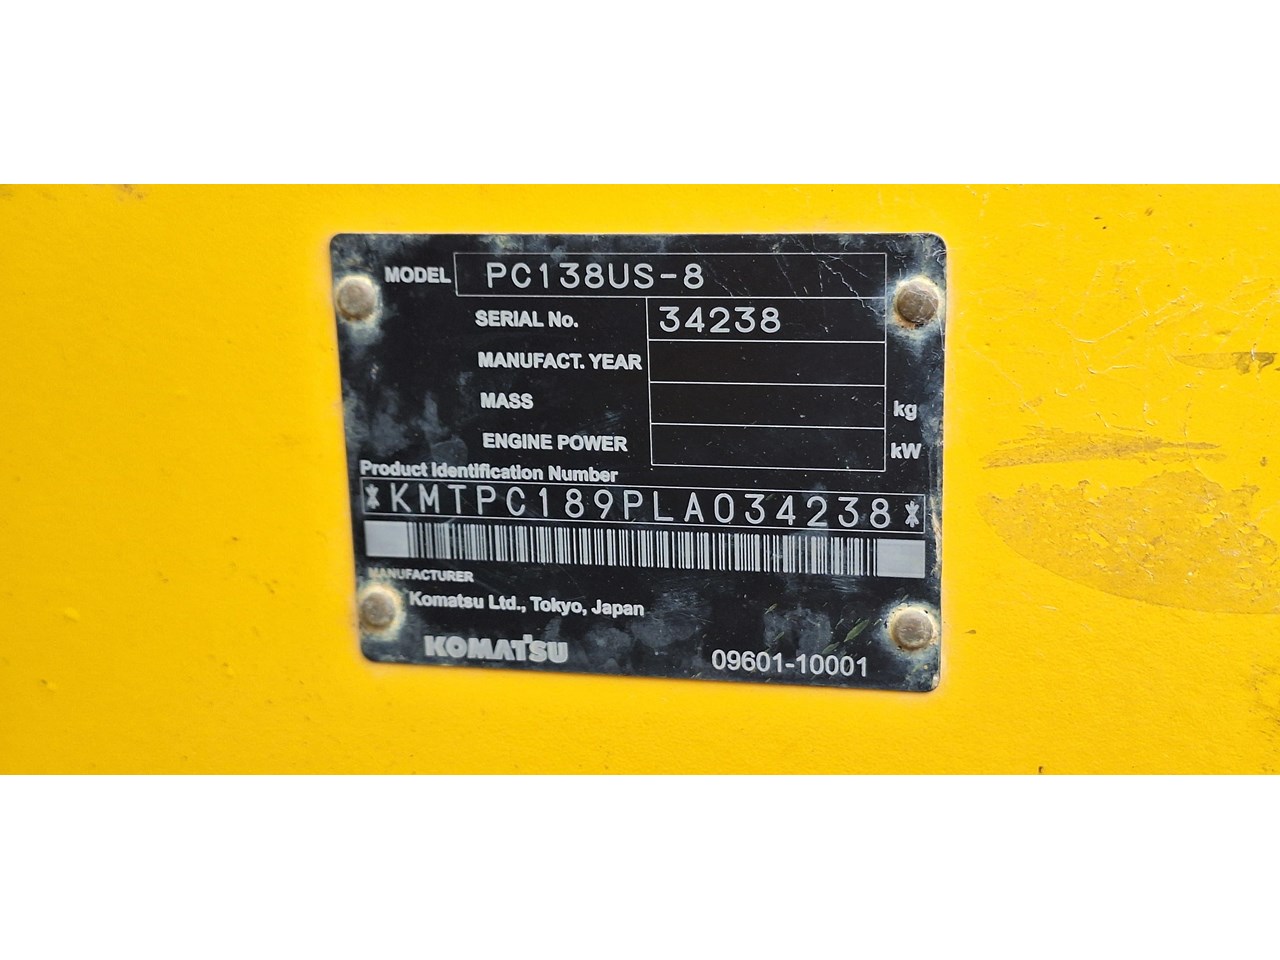 MODEL PC138US-8
SERIAL No. 34238
MANUFACT. YEAR
MASS kg
ENGINE POWER kW
Product Identification Number
*KMTPC189PLA034238*
MANUFACTURER
Komatsu Ltd., Tokyo, Japan
KOMATSU
09601-10001